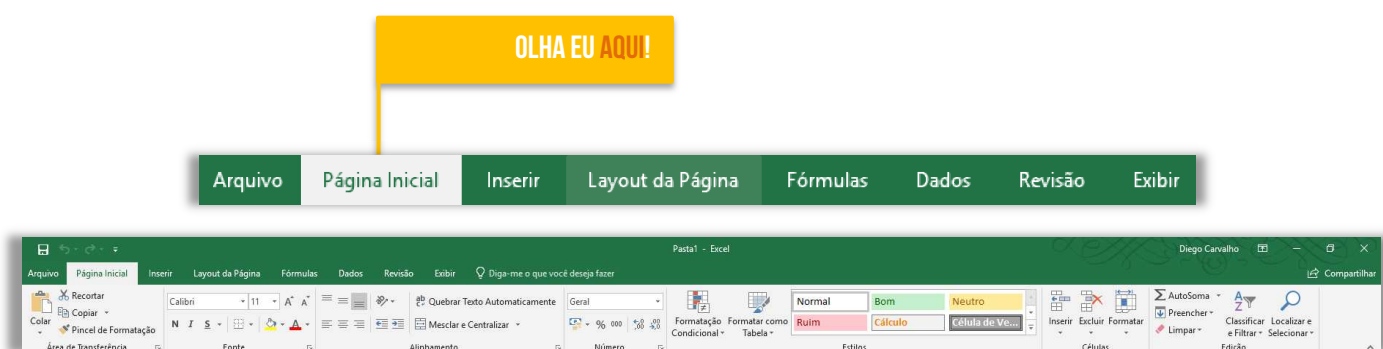 OLHA EU AQUI!
Arquivo Página Inicial Inserir Layout da Página Fórmulas Dados Revisão Exibir
Pasta1 - Excel Diego Carvalho
Arquivo Página Inicial Inserir Layout da Página Fórmulas Dados Revisão Exibir Diga-me o que você deseja fazer Compartilhar
Colar
Recortar
Copiar
Pincel de Formatação
Área de Transferência
Calibri 11 A A
N I S A
Fonte
Quebrar Texto Automaticamente
Mesclar e Centralizar
Alinhamento
Geral
% 000
Número
Formatação Condicional
Formatar como Tabela
Normal Bom Neutro
Ruim Cálculo Célula de Ve...
Estilos
Inserir Excluir Formatar
Células
AutoSoma
Preencher
Limpar
Classificar e Filtrar
Localizar e Selecionar
Edição